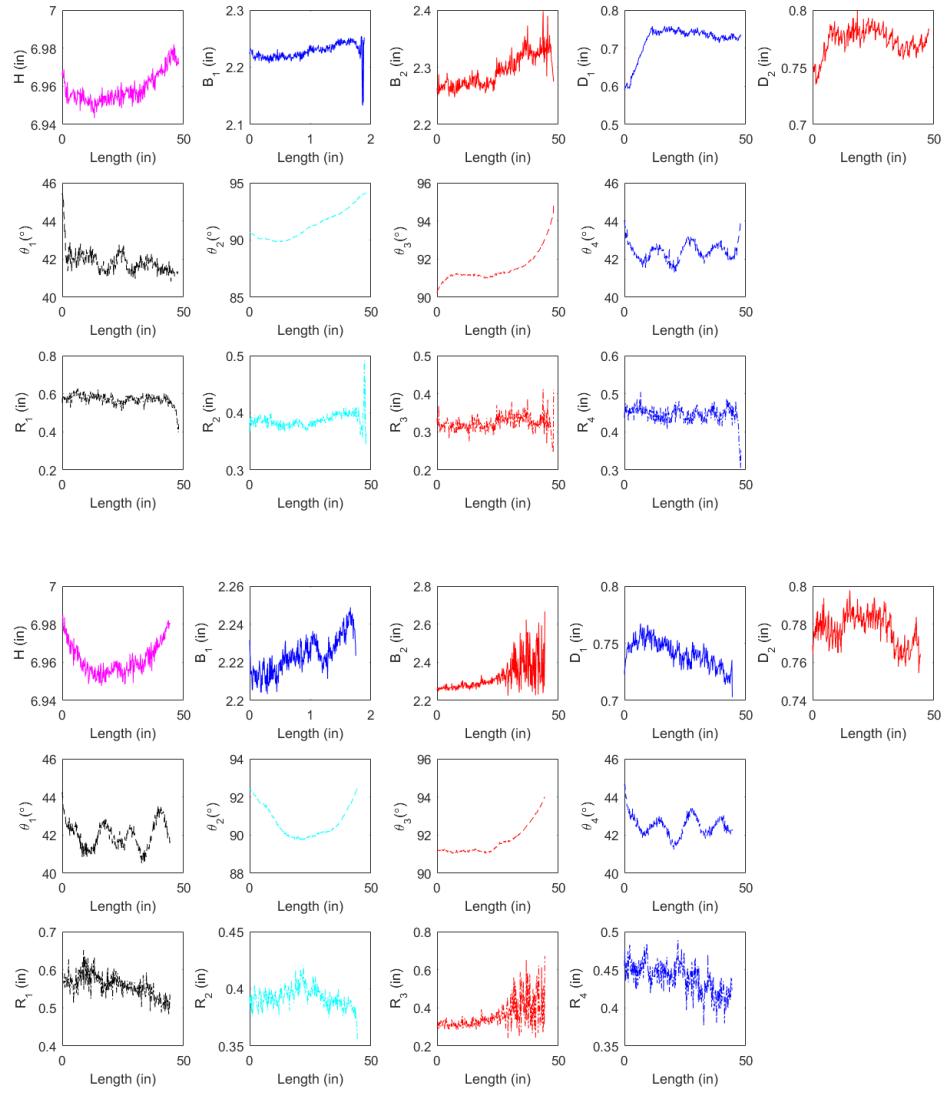 7
6.98
6.96
6.94
H (in)
0 50
Length (in)
2.3
2.2
2.1
B1 (in)
0 1 2
Length (in)
2.4
2.3
2.2
B2 (in)
0 50
Length (in)
0.8
0.7
0.6
0.5
D1 (in)
0 50
Length (in)
0.8
0.75
0.7
D2 (in)
0 50
Length (in)
46
44
42
40
θ1(°)
0 50
Length (in)
95
90
85
θ2(°)
0 50
Length (in)
96
94
92
90
θ3(°)
0 50
Length (in)
46
44
42
40
θ4(°)
0 50
Length (in)
0.8
0.6
0.4
0.2
R1 (in)
0 50
Length (in)
0.5
0.4
0.3
R2 (in)
0 50
Length (in)
0.5
0.4
0.3
0.2
R3 (in)
0 50
Length (in)
0.6
0.5
0.4
0.3
R4 (in)
0 50
Length (in)
7
6.98
6.96
6.94
H (in)
0 50
Length (in)
2.26
2.24
2.22
2.20
B1 (in)
0 1 2
Length (in)
2.8
2.6
2.4
2.2
B2 (in)
0 50
Length (in)
0.8
0.75
0.7
D1 (in)
0 50
Length (in)
0.8
0.78
0.76
0.74
D2 (in)
0 50
Length (in)
46
44
42
40
θ1(°)
0 50
Length (in)
94
92
90
88
θ2(°)
0 50
Length (in)
96
94
92
90
θ3(°)
0 50
Length (in)
46
44
42
40
θ4(°)
0 50
Length (in)
0.7
0.6
0.5
0.4
R1 (in)
0 50
Length (in)
0.45
0.4
0.35
R2 (in)
0 50
Length (in)
0.8
0.6
0.4
0.2
R3 (in)
0 50
Length (in)
0.5
0.45
0.4
0.35
R4 (in)
0 50
Length (in)